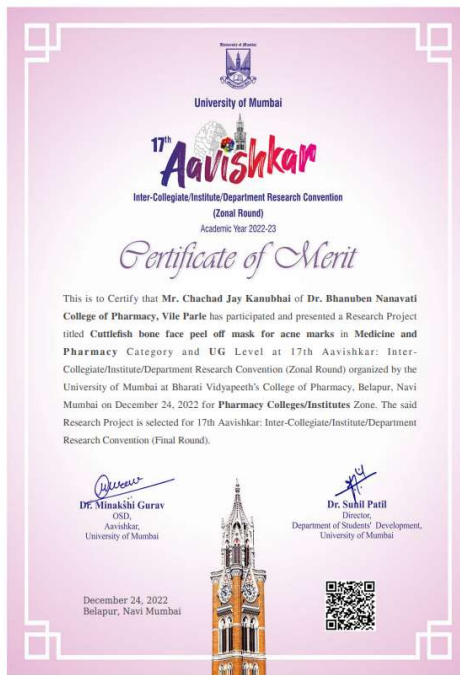 University of Mumbai
University of Mumbai
17th
Aavishkar
Inter-Collegiate/Institute/Department Research Convention
(Zonal Round)
Academic Year 2022-23
Certificate of Merit
This is to Certify that Mr. Chachad Jay Kanubhai of Dr. Bhanuben Nanavati
College of Pharmacy, Vile Parle has participated and presented a Research Project
titled Cuttlefish bone face peel off mask for acne marks in Medicine and
Pharmacy Category and UG Level at 17th Aavishkar: Inter-
Collegiate/Institute/Department Research Convention (Zonal Round) organized by the
University of Mumbai at Bharati Vidyapeeth's College of Pharmacy, Belapur, Navi
Mumbai on December 24, 2022 for Pharmacy Colleges/Institutes Zone. The said
Research Project is selected for 17th Aavishkar: Inter-Collegiate/Institute/Department
Research Convention (Final Round).
Dr. Minakshi Gurav
OSD,
Aavishkar,
University of Mumbai
Dr. Sunil Patil
Director,
Department of Students' Development,
University of Mumbai
December 24, 2022
Belapur, Navi Mumbai